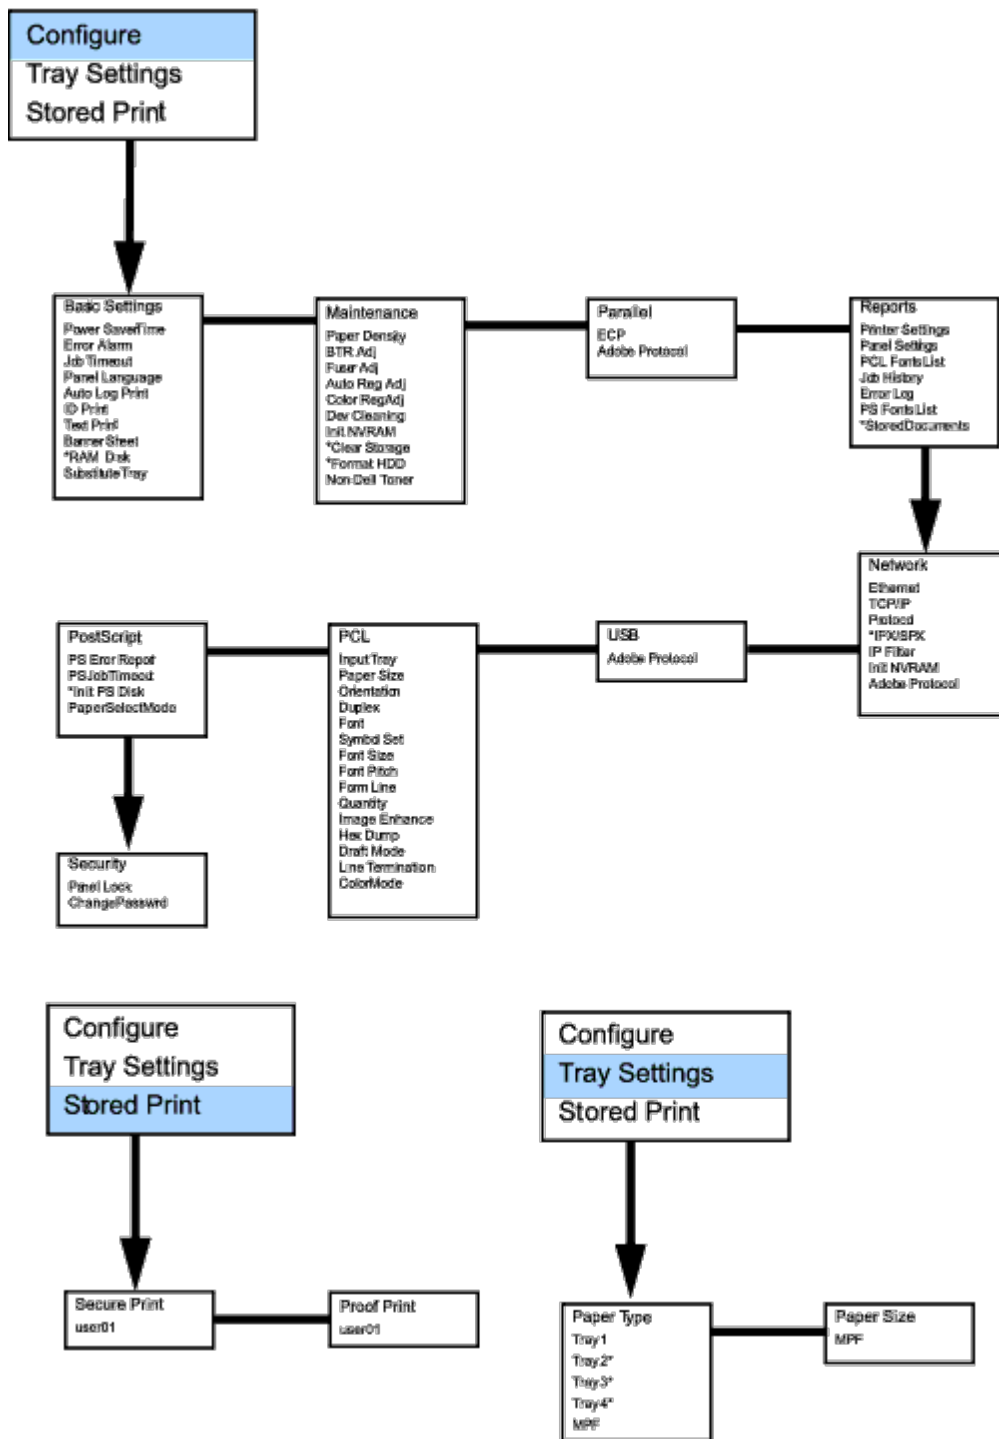 Configure
Tray Settings
Stored Print
Basic Settings
Power SaverTime
Error Alarm
Job Timeout
Panel Language
Auto Log Print
ID Print
Text Print
Banner Sheet
*RAM Disk
Substitute Tray
Maintenance
Paper Density
BTR Adj
Fuser Adj
Auto Reg Adj
Color RegAdj
Dev Cleaning
Init NVRAM
*Clear Storage
*Format HDD
Non-Dell Toner
Parallel
ECP
Adobe Protocol
Reports
Printer Settings
Panel Settings
PCL Fonts List
Job History
Error Log
PS Fonts List
*Stored Documents
Network
Ethernet
TCP/IP
Protocol
*IPX/SPX
IP Filter
Init NVRAM
Adobe Protocol
USB
Adobe Protocol
PCL
Input Tray
Paper Size
Orientation
Duplex
Font
Symbol Set
Font Size
Font Pitch
Form Line
Quantity
Image Enhance
Hex Dump
Draft Mode
Line Termination
ColorMode
PostScript
PS Error Report
PSJobTimeout
*Init PS Disk
PaperSelectMode
Security
Panel Lock
ChangePasswrd
Configure
Tray Settings
Stored Print
Secure Print
user01
Proof Print
user01
Configure
Tray Settings
Stored Print
Paper Type
Tray1
Tray2*
Tray3*
Tray4*
MPF
Paper Size
MPF